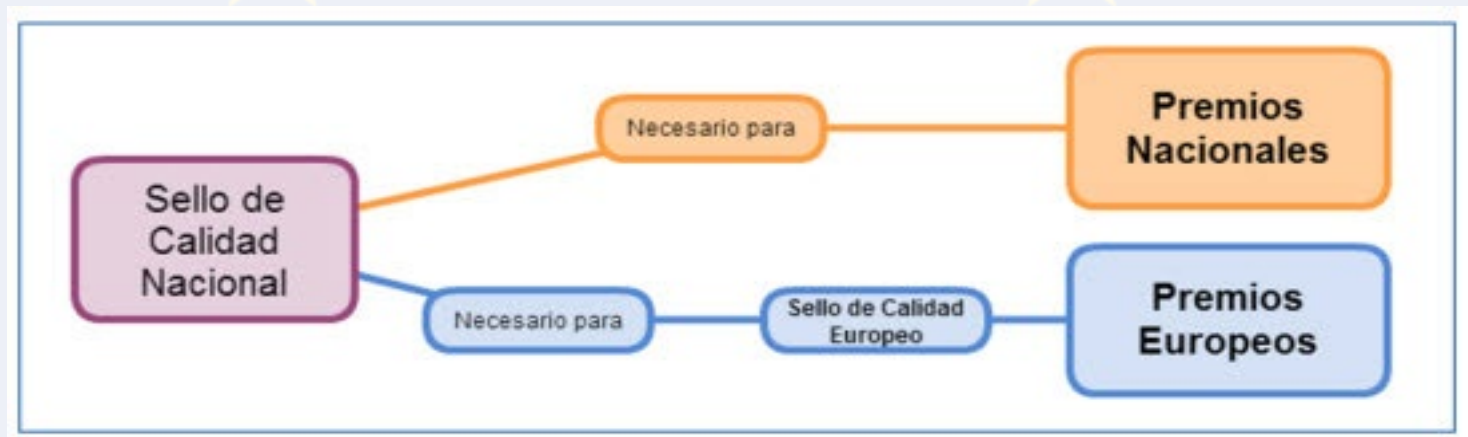 Sello de
Calidad
Nacional
Necesario para
Premios
Nacionales
Necesario para
Sello de Calidad
Europeo
Premios
Europeos